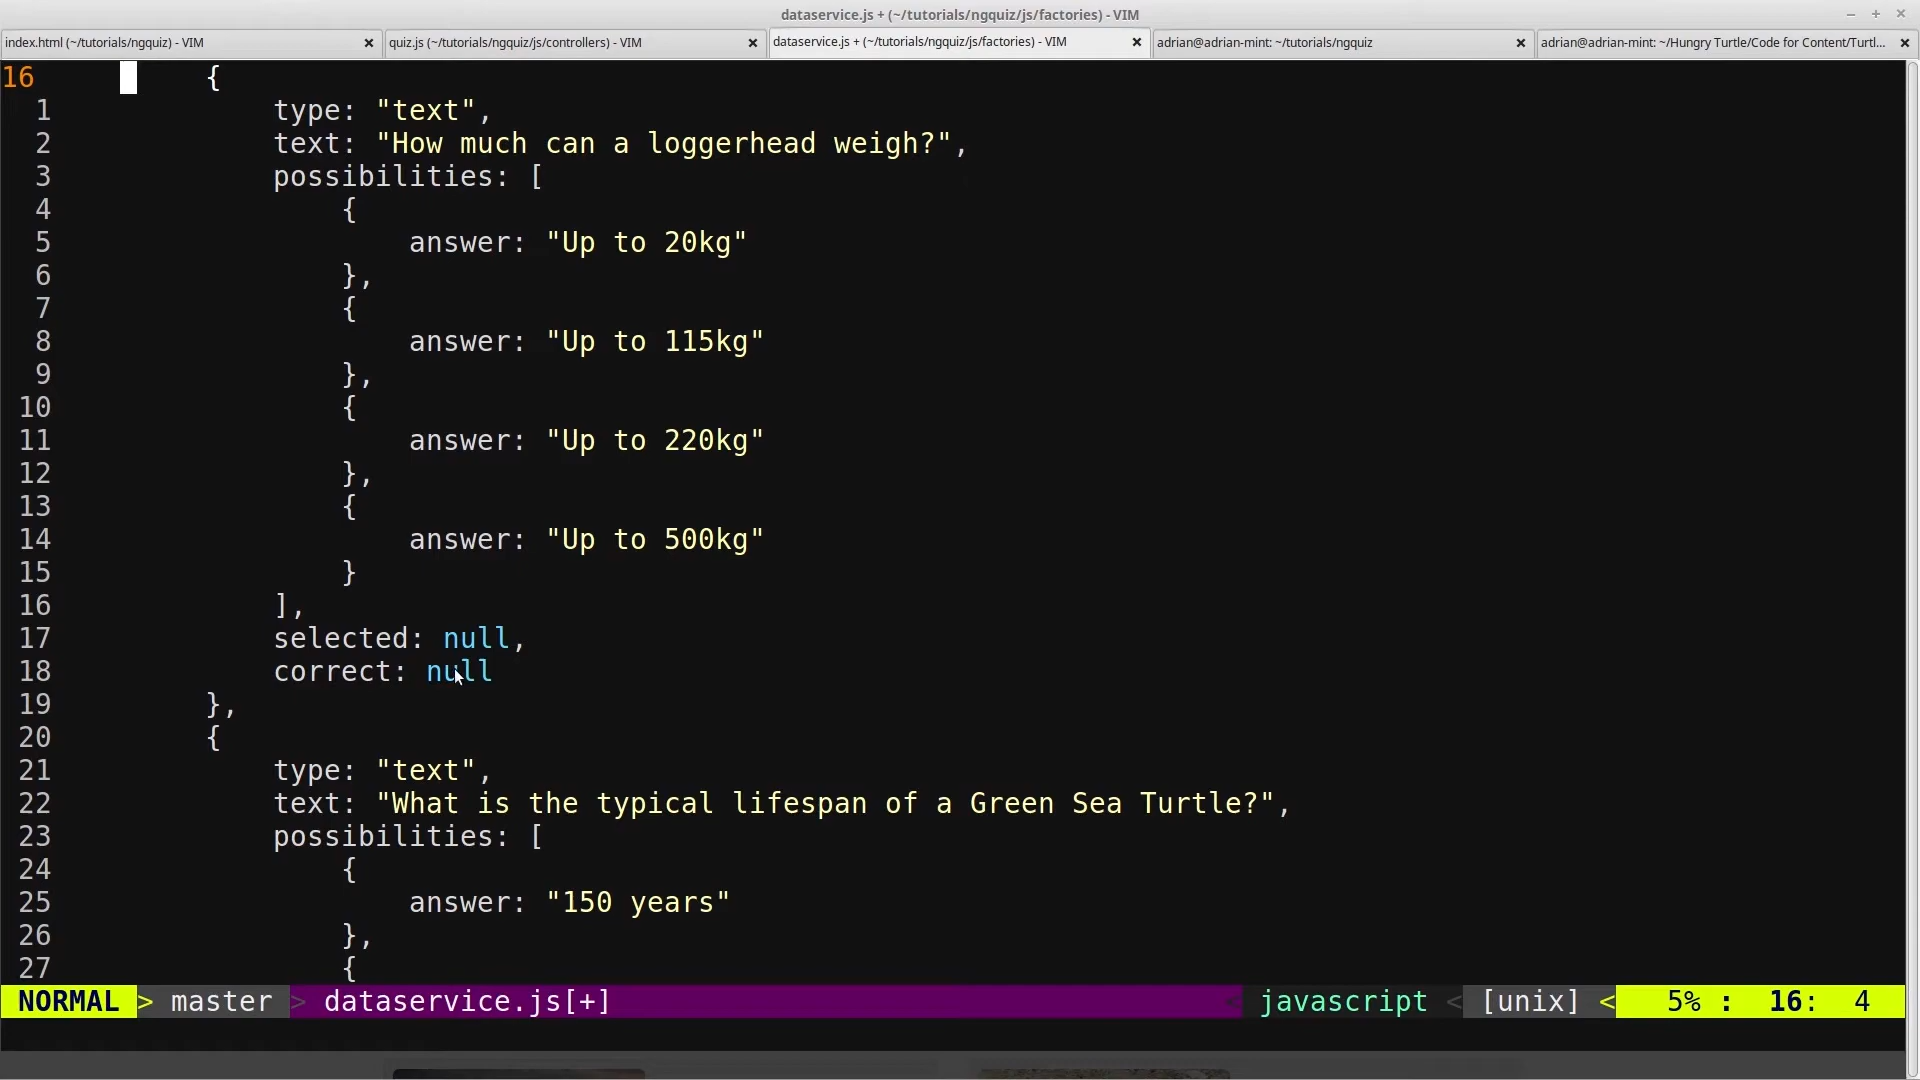 dataservice.js + (~/tutorials/ngquiz/js/factories) - VIM
index.html (~/tutorials/ngquiz) - VIM
quiz.js (~/tutorials/ngquiz/js/controllers) - VIM
dataservice.js + (~/tutorials/ngquiz/js/factories) - VIM
adrian@adrian-mint: ~/tutorials/ngquiz
adrian@adrian-mint: ~/Hungry Turtle/Code for Content/Turtl...
16 {
1 type: "text",
2 text: "How much can a loggerhead weigh?",
3 possibilities: [
4 {
5 answer: "Up to 20kg"
6 },
7 {
8 answer: "Up to 115kg"
9 },
10 {
11 answer: "Up to 220kg"
12 },
13 {
14 answer: "Up to 500kg"
15 }
16 ],
17 selected: null,
18 correct: null
19 },
20 {
21 type: "text",
22 text: "What is the typical lifespan of a Green Sea Turtle?",
23 possibilities: [
24 {
25 answer: "150 years"
26 },
27 {
NORMAL > master > dataservice.js[+] < javascript < [unix] < 5% : 16: 4